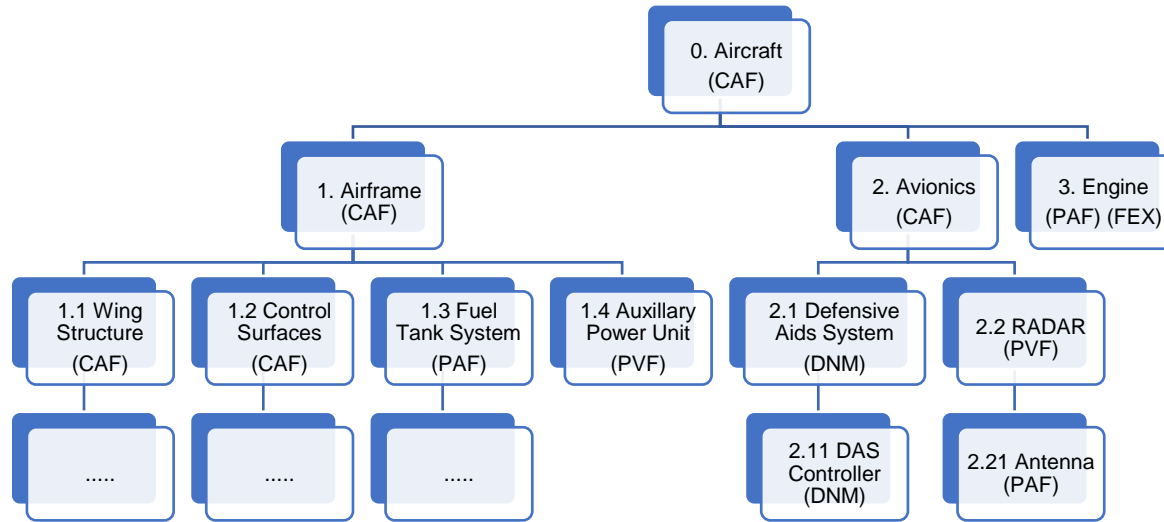 0. Aircraft
(CAF)
1. Airframe
(CAF)
2. Avionics
(CAF)
3. Engine
(PAF) (FEX)
1.1 Wing
Structure
(CAF)
1.2 Control
Surfaces
(CAF)
1.3 Fuel
Tank System
(PAF)
1.4 Auxillary
Power Unit
(PVF)
2.1 Defensive
Aids System
(DNM)
2.2 RADAR
(PVF)
.....
.....
.....
2.11 DAS
Controller
(DNM)
2.21 Antenna
(PAF)